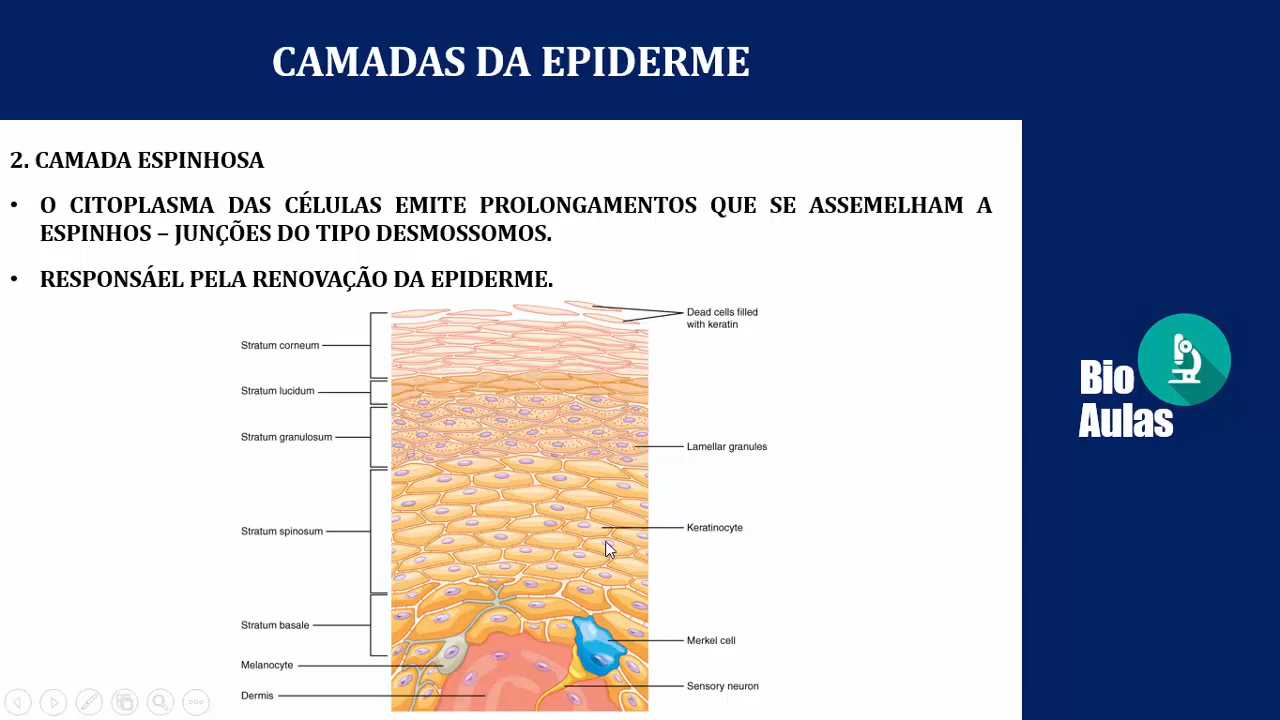 CAMADAS DA EPIDERME
2. CAMADA ESPINHOSA
• O CITOPLASMA DAS CÉLULAS EMITE PROLONGAMENTOS QUE SE ASSEMELHAM A
ESPINHOS – JUNÇÕES DO TIPO DESMOSSOMOS.
• RESPONSÁEL PELA RENOVAÇÃO DA EPIDERME.
Dead cells filled
with keratin
Stratum corneum
Stratum lucidum
Stratum granulosum
Lamellar granules
Keratinocyte
Stratum spinosum
Stratum basale
Merkel cell
Melanocyte
Sensory neuron
Dermis
Bio
Aulas